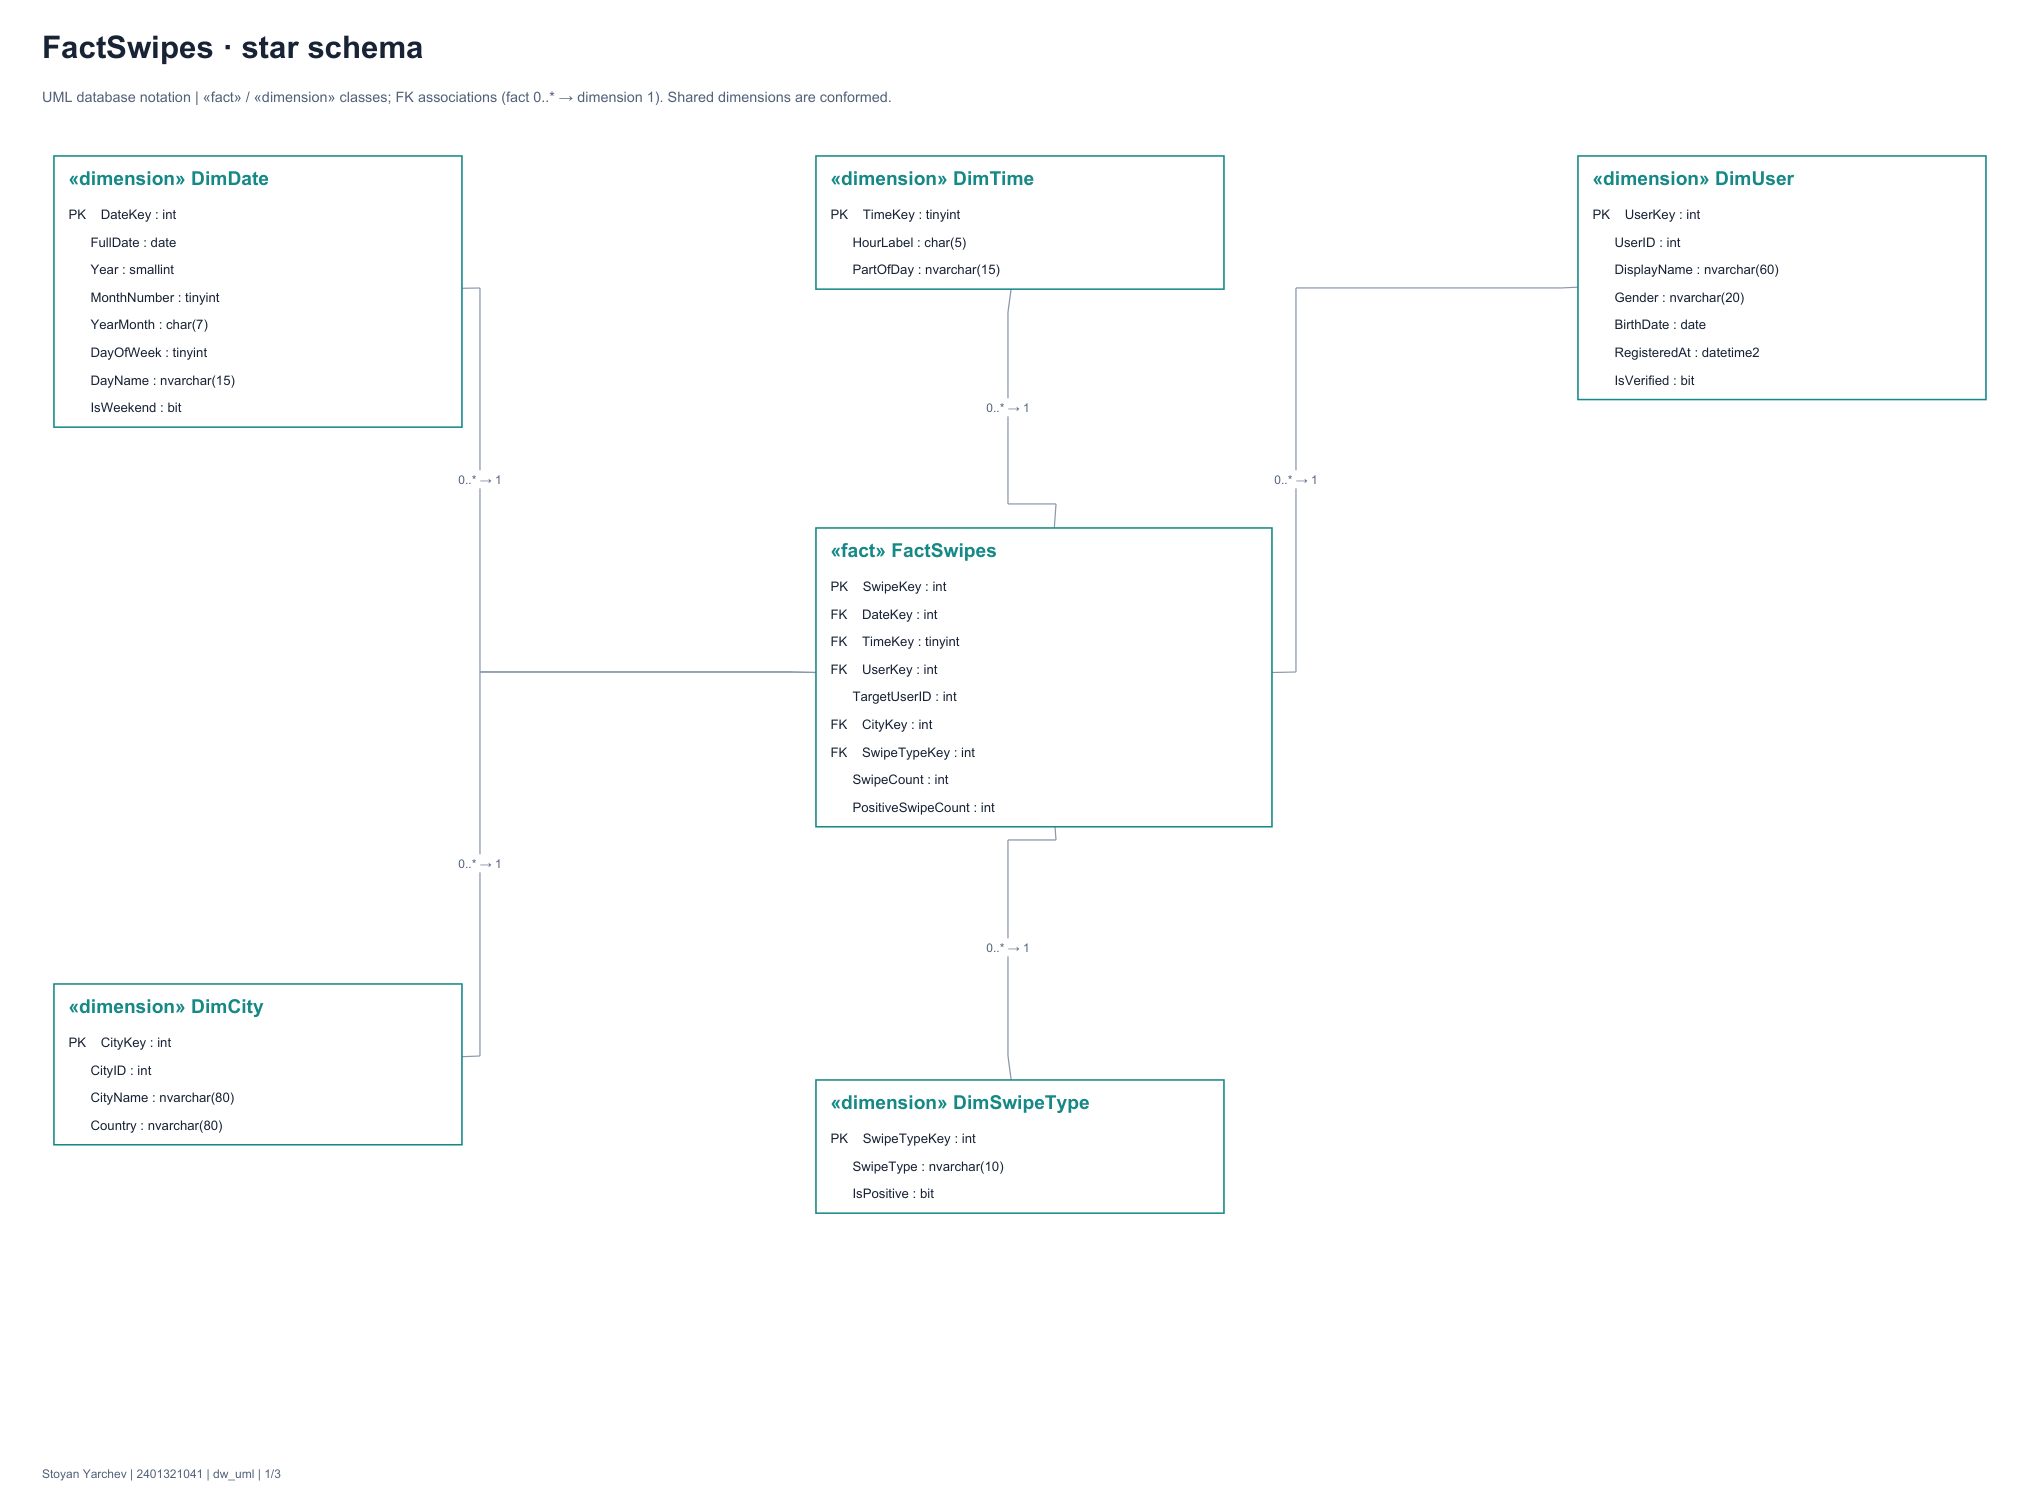 FactSwipes · star schema
UML database notation | «fact» / «dimension» classes; FK associations (fact 0..* → dimension 1). Shared dimensions are conformed.
«dimension» DimDate
PK DateKey : int
FullDate : date
Year : smallint
MonthNumber : tinyint
YearMonth : char(7)
DayOfWeek : tinyint
DayName : nvarchar(15)
IsWeekend : bit
«dimension» DimTime
PK TimeKey : tinyint
HourLabel : char(5)
PartOfDay : nvarchar(15)
«dimension» DimUser
PK UserKey : int
UserID : int
DisplayName : nvarchar(60)
Gender : nvarchar(20)
BirthDate : date
RegisteredAt : datetime2
IsVerified : bit
0..* → 1
0..* → 1
0..* → 1
«fact» FactSwipes
PK SwipeKey : int
FK DateKey : int
FK TimeKey : tinyint
FK UserKey : int
TargetUserID : int
FK CityKey : int
FK SwipeTypeKey : int
SwipeCount : int
PositiveSwipeCount : int
0..* → 1
0..* → 1
«dimension» DimCity
PK CityKey : int
CityID : int
CityName : nvarchar(80)
Country : nvarchar(80)
«dimension» DimSwipeType
PK SwipeTypeKey : int
SwipeType : nvarchar(10)
IsPositive : bit
Stoyan Yarchev | 2401321041 | dw_uml | 1/3